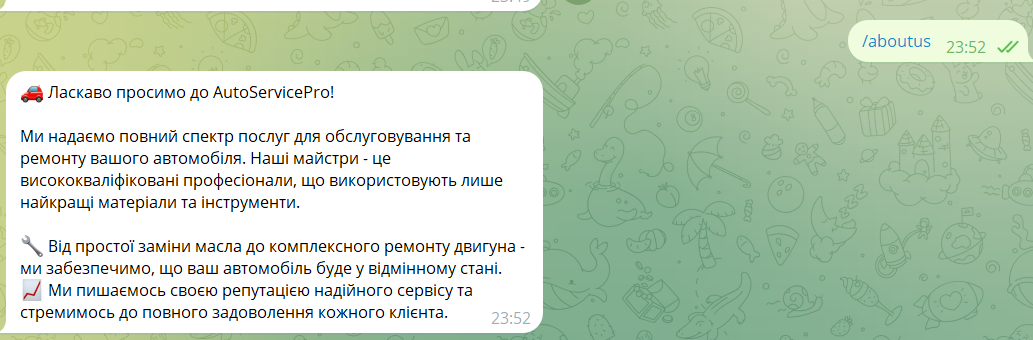 /aboutus 23:52
🚗 Ласкаво просимо до AutoServicePro!
Ми надаємо повний спектр послуг для обслуговування та
ремонту вашого автомобіля. Наші майстри - це
висококваліфіковані професіонали, що використовують лише
найкращі матеріали та інструменти.
🔧 Від простої заміни масла до комплексного ремонту двигуна -
ми забезпечимо, що ваш автомобіль буде у відмінному стані.
📈 Ми пишаємось своєю репутацією надійного сервісу та
стремимось до повного задоволення кожного клієнта. 23:52